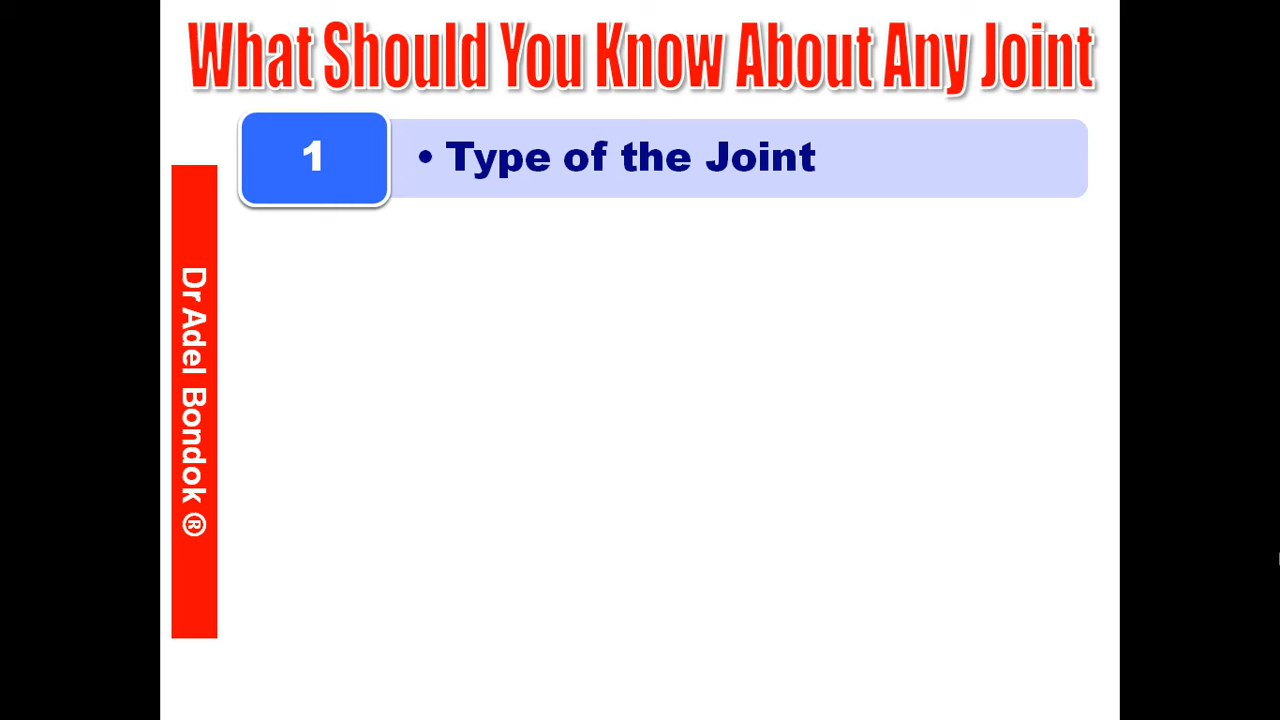 What Should You Know About Any Joint
1
• Type of the Joint
Dr Adel Bondok ®